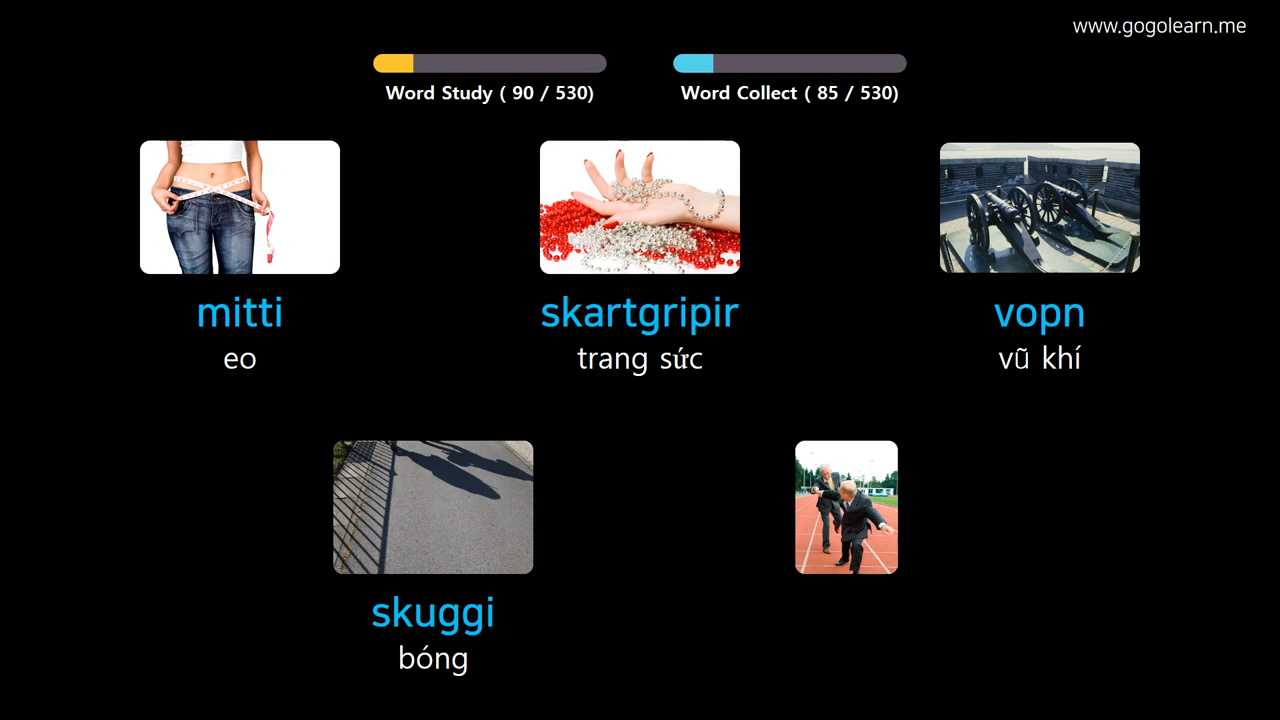 www.gogolearn.me
Word Study ( 90 / 530)
Word Collect ( 85 / 530)
mitti
eo
skartgripir
trang sức
vopn
vũ khí
skuggi
bóng